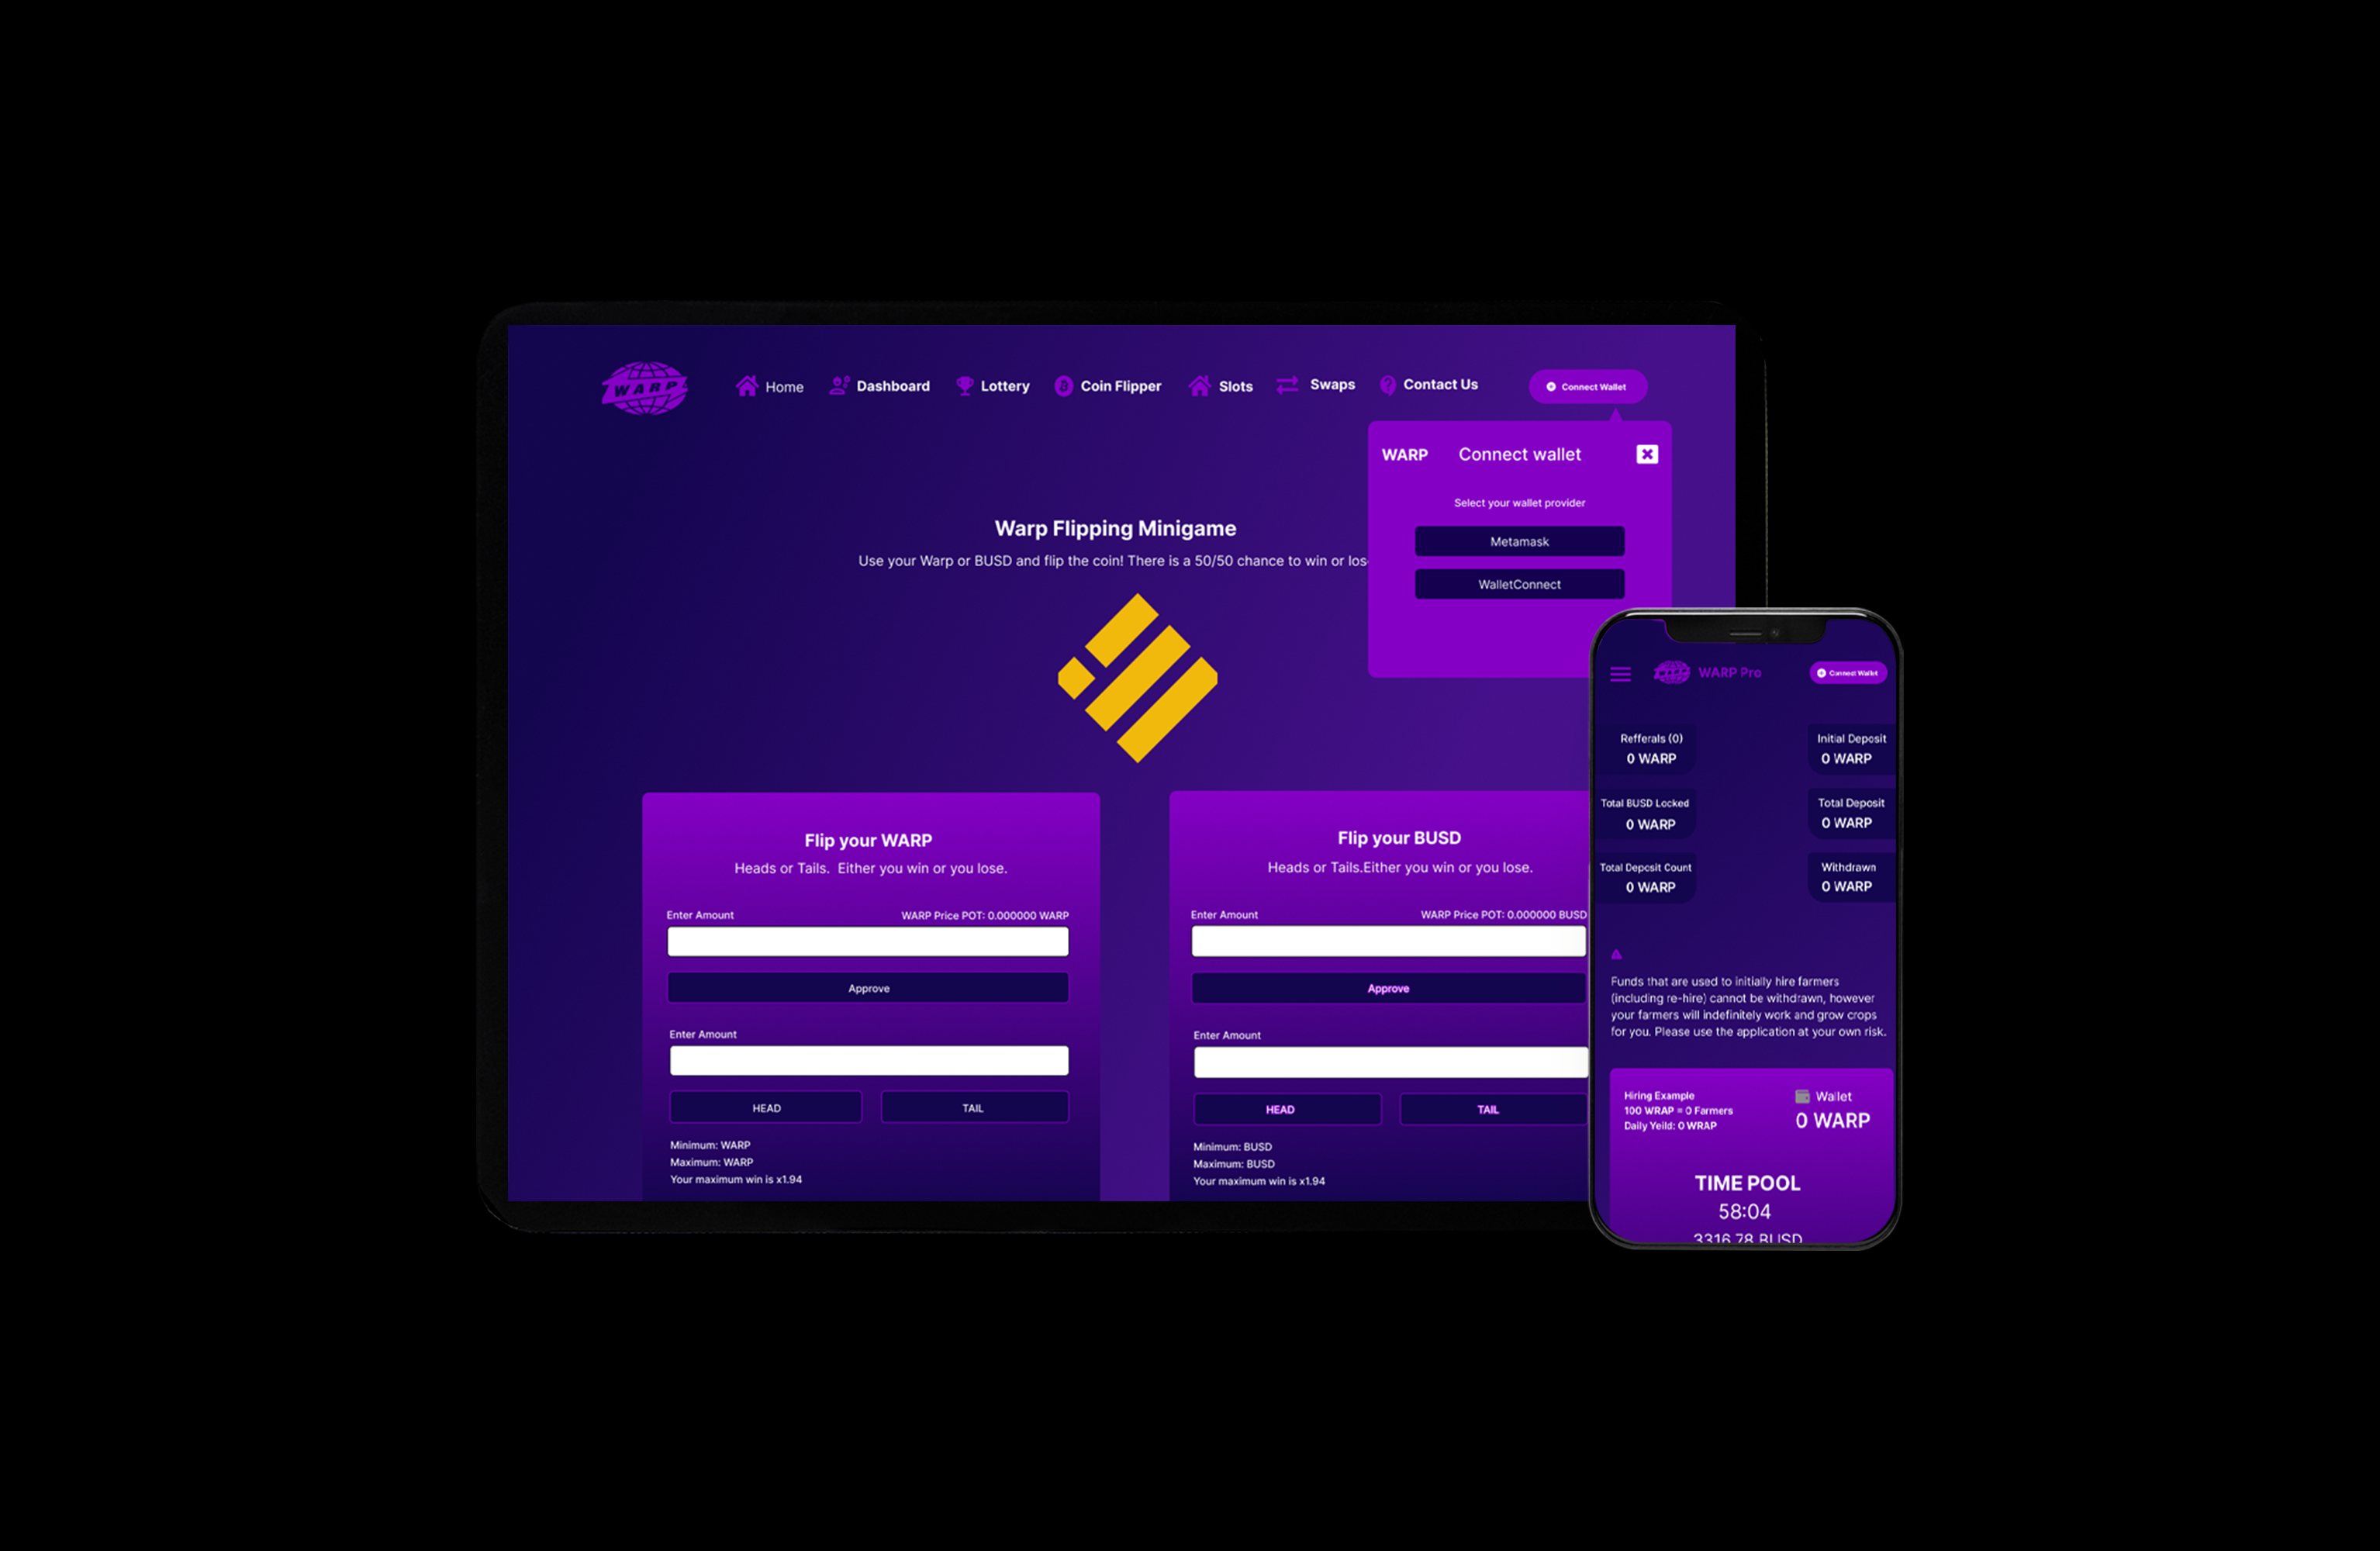 WARP
Home
Dashboard
Lottery
Coin Flipper
Slots
Swaps
Contact Us
Connect Wallet
WARP
Connect wallet
Select your wallet provider
Metamask
WalletConnect
Warp Flipping Minigame
Use your Warp or BUSD and flip the coin! There is a 50/50 chance to win or los
Flip your WARP
Heads or Tails.  Either you win or you lose.
Enter Amount
WARP Price POT: 0.000000 WARP
Approve
Enter Amount
HEAD
TAIL
Minimum: WARP
Maximum: WARP
Your maximum win is x1.94
Flip your BUSD
Heads or Tails.Either you win or you lose.
Enter Amount
WARP Price POT: 0.000000 BUSD
Approve
Enter Amount
HEAD
TAIL
Minimum: BUSD
Maximum: BUSD
Your maximum win is x1.94
WARP Pro
Connect Wallet
Refferals (0)
0 WARP
Initial Deposit
0 WARP
Total BUSD Locked
0 WARP
Total Deposit
0 WARP
Total Deposit Count
0 WARP
Withdrawn
0 WARP
Funds that are used to initially hire farmers
(including re-hire) cannot be withdrawn, however
your farmers will indefinitely work and grow crops
for you. Please use the application at your own risk.
Hiring Example
100 WRAP = 0 Farmers
Daily Yeild: 0 WRAP
Wallet
0 WARP
TIME POOL
58:04
3316.78 BUSD